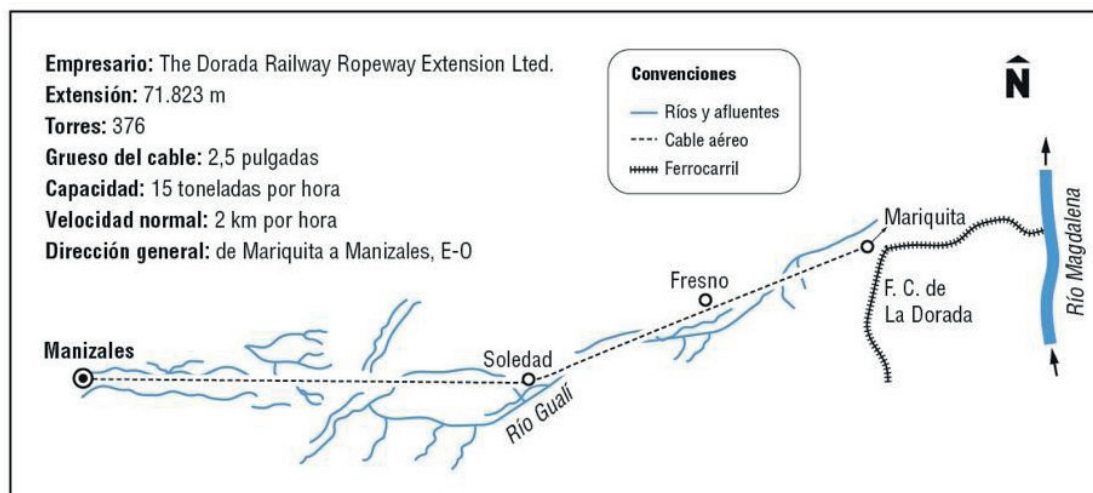 Empresario: The Dorada Railway Ropeway Extension Lted.
Extensión: 71.823 m
Torres: 376
Grueso del cable: 2,5 pulgadas
Capacidad: 15 toneladas por hora
Velocidad normal: 2 km por hora
Dirección general: de Mariquita a Manizales, E-O
Convenciones
Ríos y afluentes
Cable aéreo
Ferrocarril
N
Mariquita
Río Magdalena
Fresno
F. C. de
La Dorada
Manizales
Soledad
Río Gualí